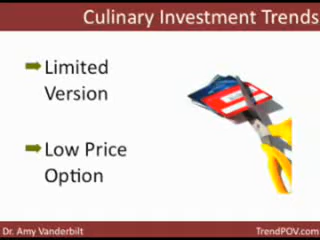 Culinary Investment Trends
Limited
Version
Low Price
Option
Dr. Amy Vanderbilt
TrendPOV.com